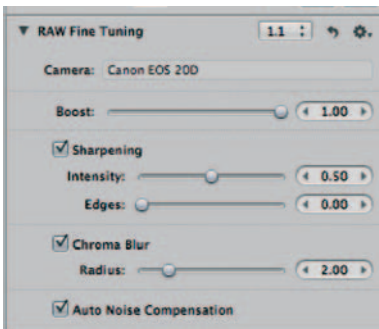 RAW Fine Tuning 1.1
Camera: Canon EOS 20D
Boost: 1.00
Sharpening
Intensity: 0.50
Edges: 0.00
Chroma Blur
Radius: 2.00
Auto Noise Compensation